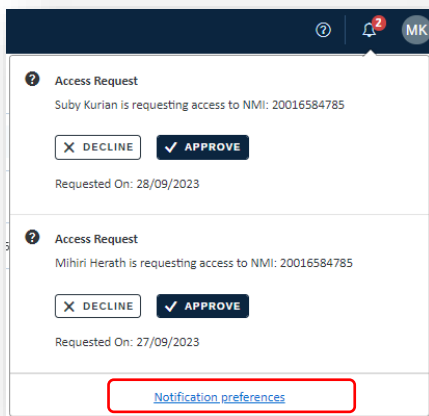 2
MK
Access Request
Suby Kurian is requesting access to NMI: 20016584785
DECLINE
APPROVE
Requested On: 28/09/2023
Access Request
Mihiri Herath is requesting access to NMI: 20016584785
DECLINE
APPROVE
Requested On: 27/09/2023
Notification preferences